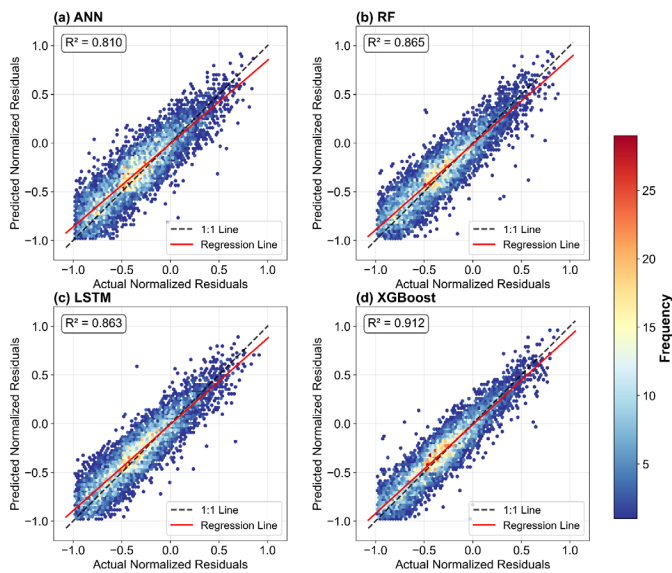 (a) ANN
R² = 0.810
Predicted Normalized Residuals
1.0
0.5
0.0
−0.5
−1.0
−1.0 −0.5 0.0 0.5 1.0
Actual Normalized Residuals
1:1 Line
Regression Line
(b) RF
R² = 0.865
Predicted Normalized Residuals
1.0
0.5
0.0
−0.5
−1.0
−1.0 −0.5 0.0 0.5 1.0
Actual Normalized Residuals
1:1 Line
Regression Line
(c) LSTM
R² = 0.863
Predicted Normalized Residuals
1.0
0.5
0.0
−0.5
−1.0
−1.0 −0.5 0.0 0.5 1.0
Actual Normalized Residuals
1:1 Line
Regression Line
(d) XGBoost
R² = 0.912
Predicted Normalized Residuals
1.0
0.5
0.0
−0.5
−1.0
−1.0 −0.5 0.0 0.5 1.0
Actual Normalized Residuals
1:1 Line
Regression Line
25
20
15
10
5
Frequency